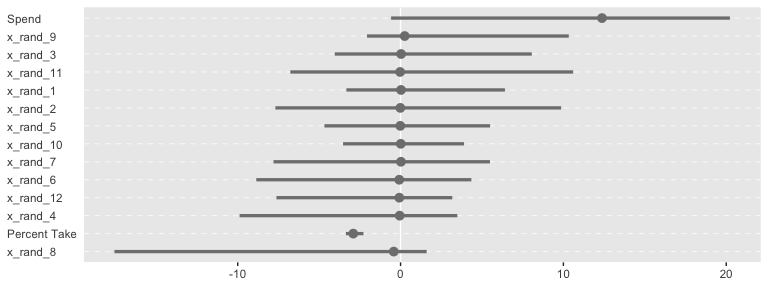 Spend
x_rand_9
x_rand_3
x_rand_11
x_rand_1
x_rand_2
x_rand_5
x_rand_10
x_rand_7
x_rand_6
x_rand_12
x_rand_4
Percent Take
x_rand_8
-10 0 10 20